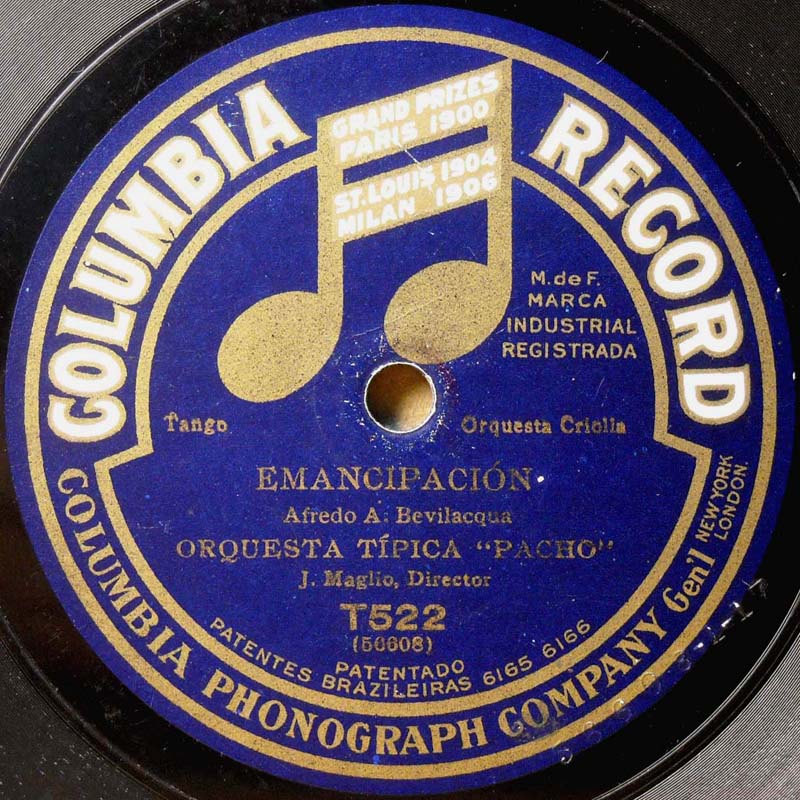 COLUMBIA RECORD
GRAND PRIZES
PARIS 1900
ST. LOUIS 1904
MILAN 1906
M. de F.
MARCA
INDUSTRIAL
REGISTRADA
Tango
Orquesta Criolla
EMANCIPACIÓN
Afredo A. Bevilacqua
ORQUESTA TÍPICA "PACHO"
J. Maglio, Director
T522
(56608)
PATENTADO
PATENTES BRAZILEIRAS 6165 6166
COLUMBIA PHONOGRAPH COMPANY Gen'l
NEW YORK
LONDON.